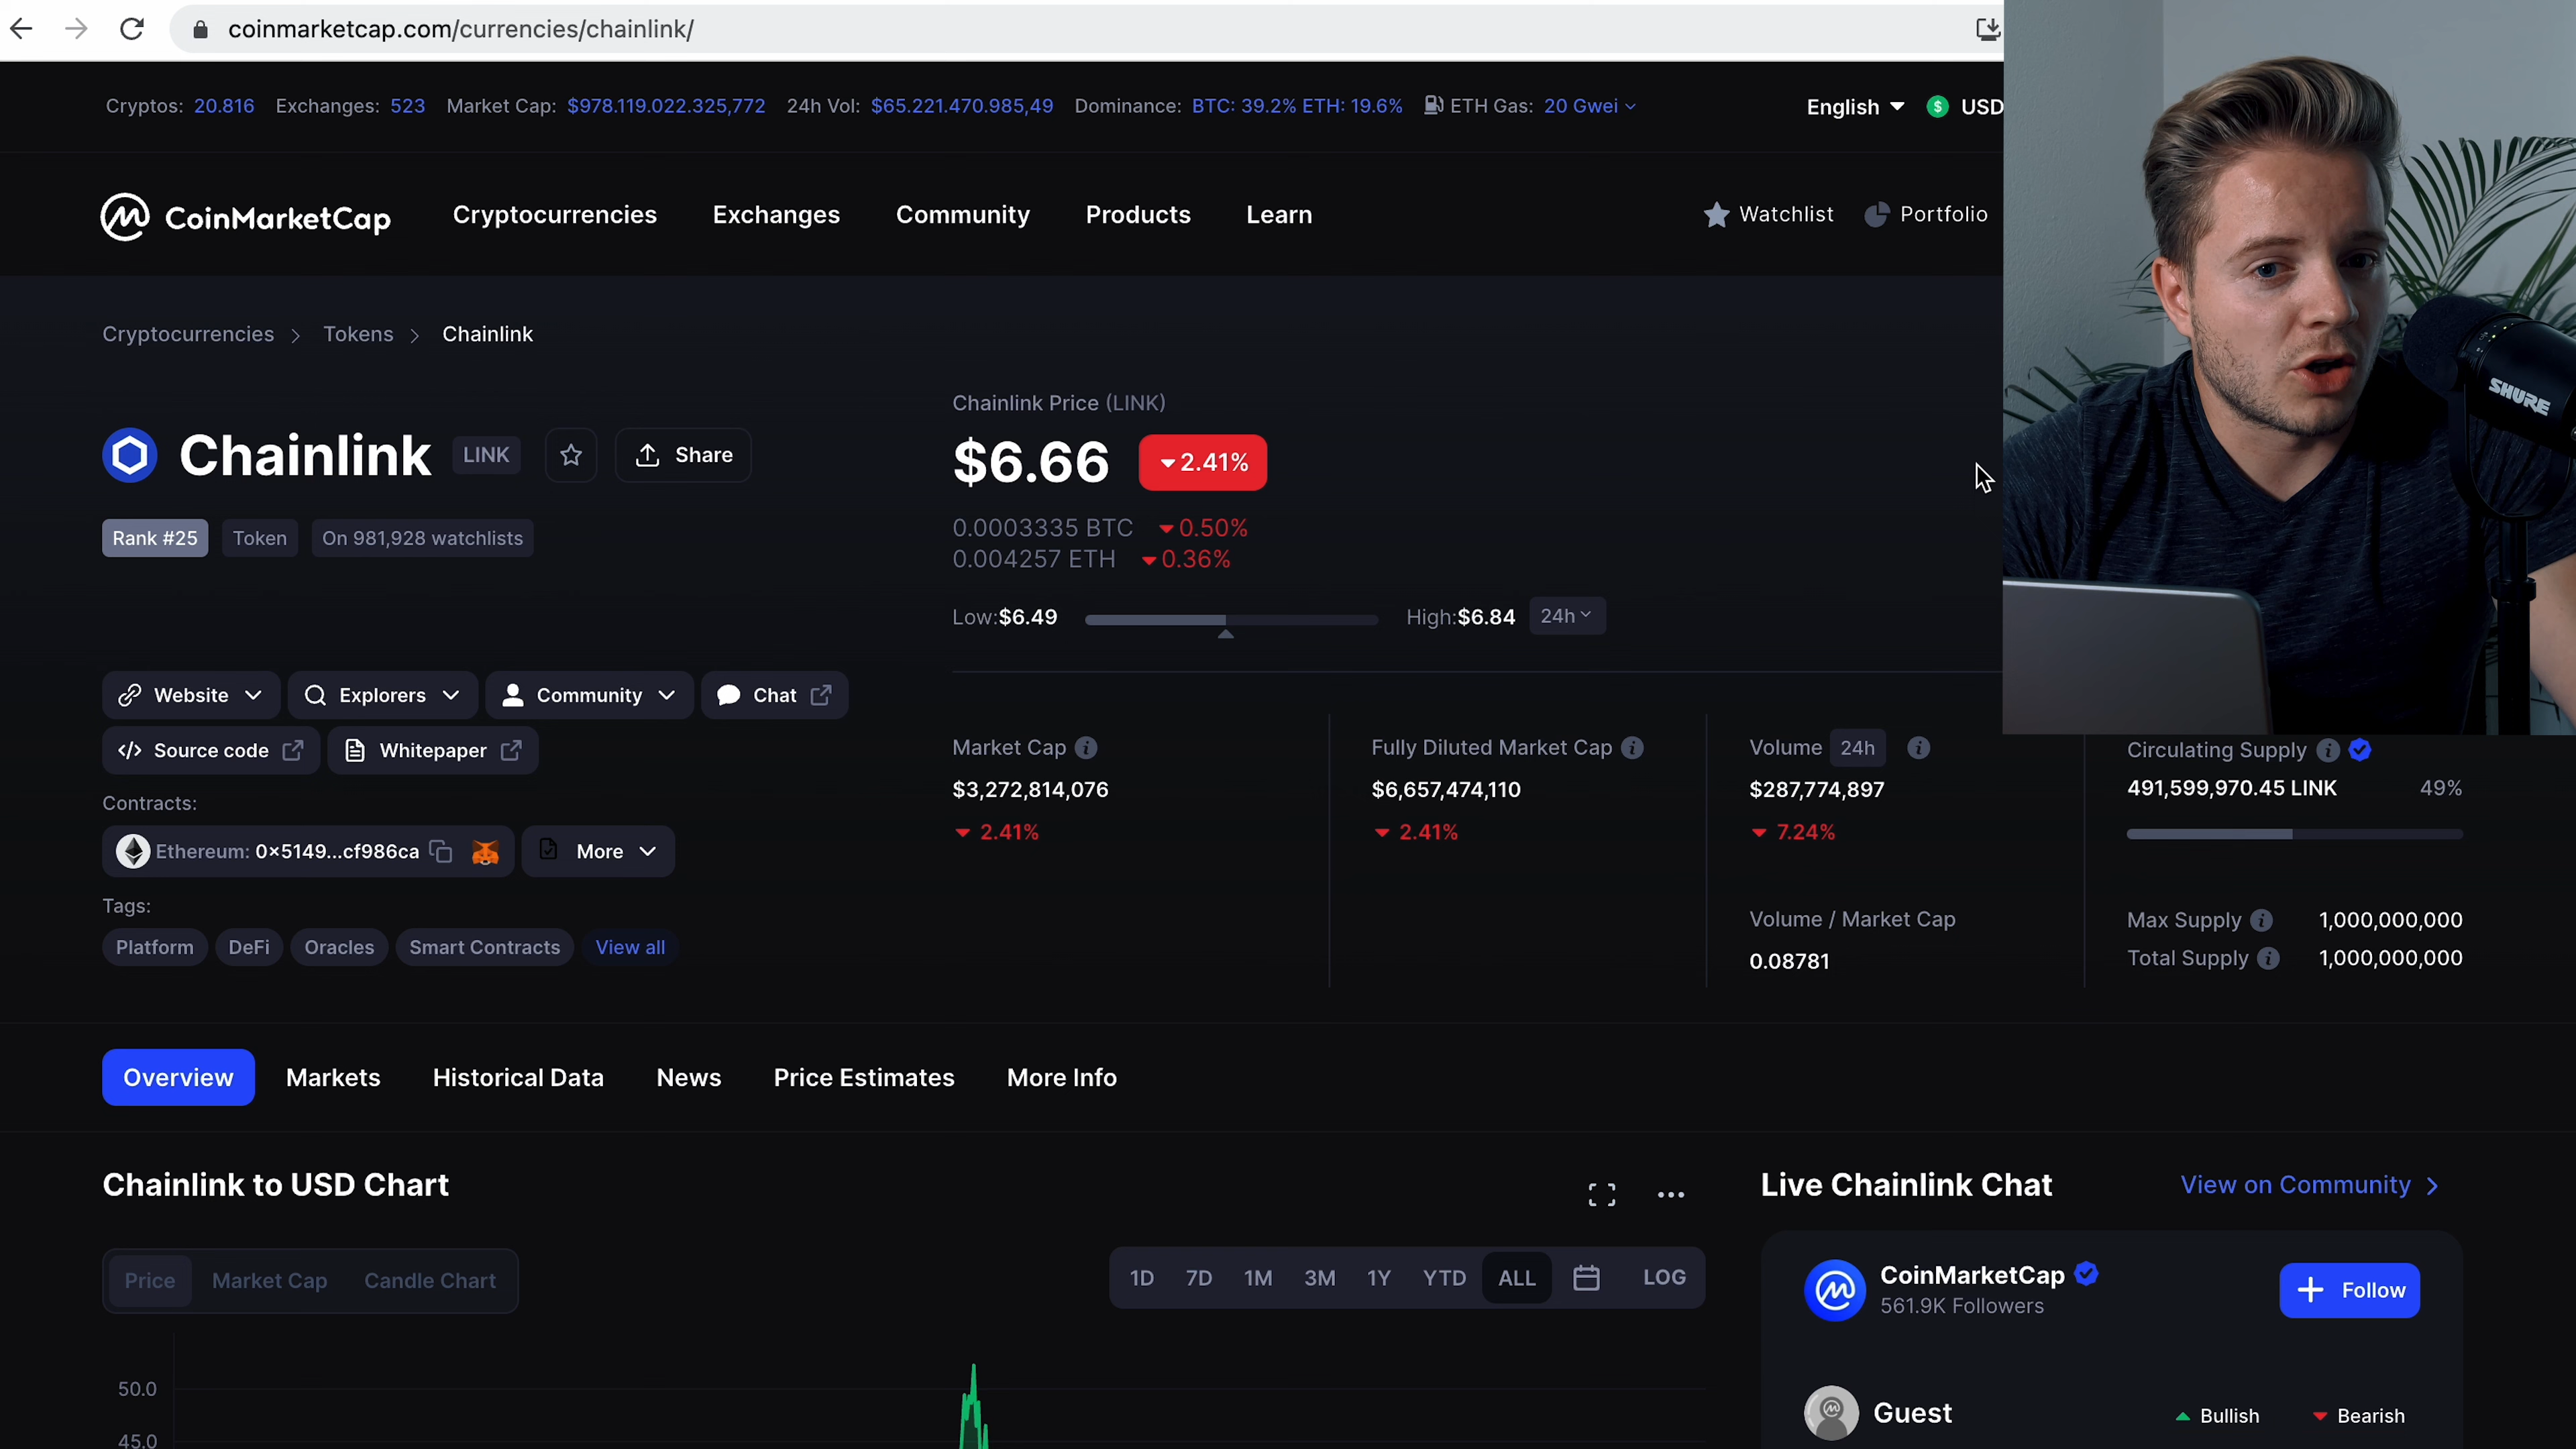 coinmarketcap.com/currencies/chainlink/
Cryptos: 20.816 Exchanges: 523 Market Cap: $978.119.022.325,772 24h Vol: $65.221.470.985,49 Dominance: BTC: 39.2% ETH: 19.6% ETH Gas: 20 Gwei English USD
CoinMarketCap Cryptocurrencies Exchanges Community Products Learn Watchlist Portfolio
Cryptocurrencies > Tokens > Chainlink
Chainlink LINK Share
Rank #25 Token On 981,928 watchlists
Chainlink Price (LINK)
$6.66 2.41%
0.0003335 BTC 0.50%
0.004257 ETH 0.36%
Low:$6.49 High:$6.84 24h
SHURE
Website Explorers Community Chat
Source code Whitepaper
Contracts:
Ethereum: 0x5149...cf986ca More
Tags:
Platform DeFi Oracles Smart Contracts View all
Market Cap
$3,272,814,076
2.41%
Fully Diluted Market Cap
$6,657,474,110
2.41%
Volume 24h
$287,774,897
7.24%
Volume / Market Cap
0.08781
Circulating Supply
491,599,970.45 LINK 49%
Max Supply 1,000,000,000
Total Supply 1,000,000,000
Overview Markets Historical Data News Price Estimates More Info
Chainlink to USD Chart
Price Market Cap Candle Chart 1D 7D 1M 3M 1Y YTD ALL LOG
50.0
45.0
Live Chainlink Chat View on Community >
CoinMarketCap
561.9K Followers
Follow
Guest Bullish Bearish